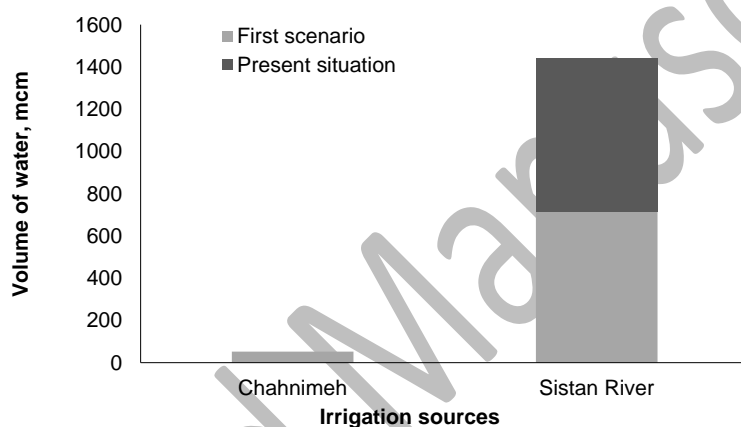 1600
1400
1200
1000
800
600
400
200
0
Volume of water, mcm
First scenario
Present situation
Chahnimeh
Sistan River
Irrigation sources